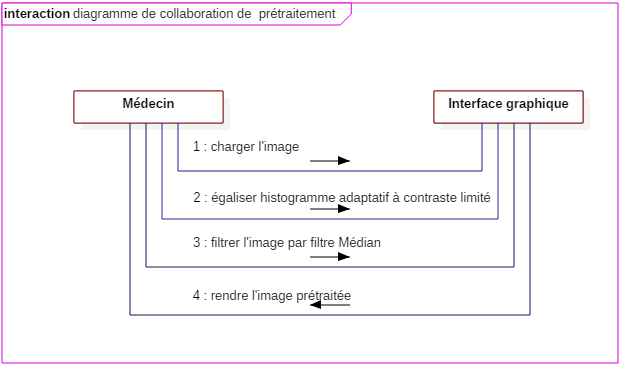 interaction diagramme de collaboration de prétraitement
Médecin
Interface graphique
1 : charger l'image
2 : égaliser histogramme adaptatif à contraste limité
3 : filtrer l'image par filtre Médian
4 : rendre l'image prétraitée